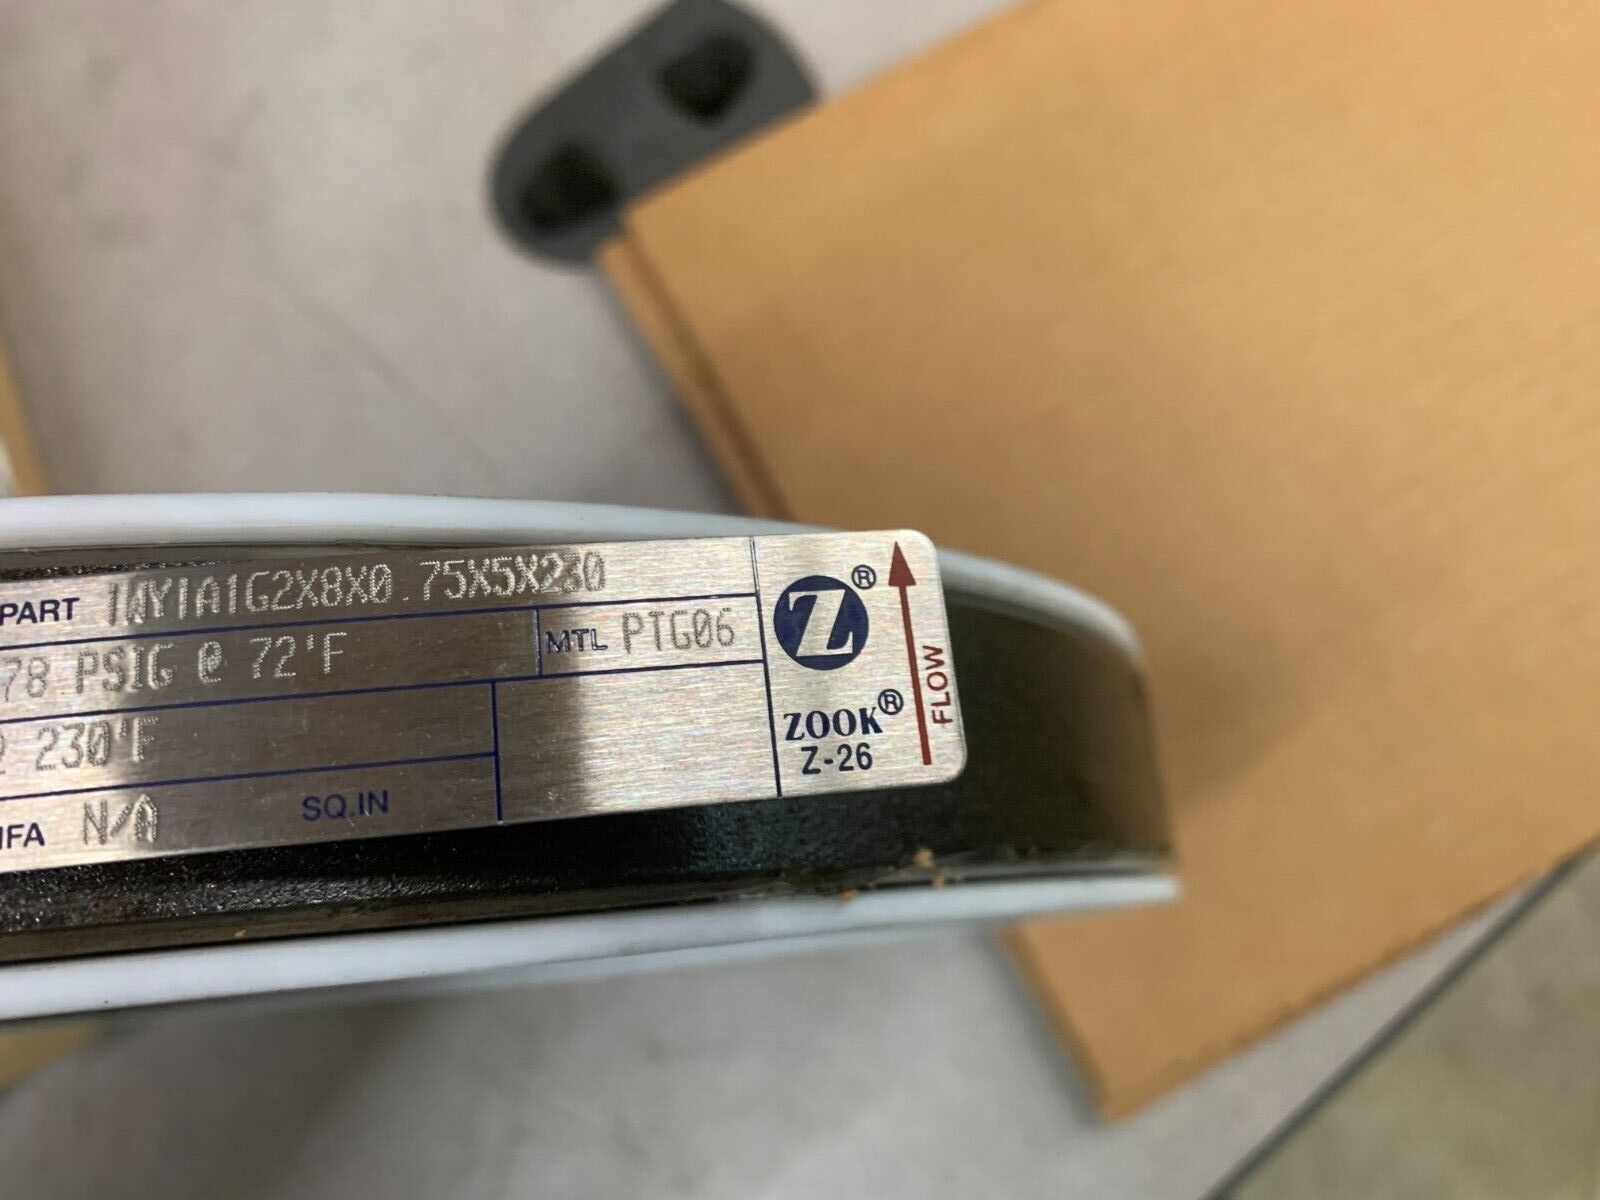 PART 1WY1A1G2X8X0.75X5X230
78 PSIG @ 72°F
MTL PTG06
230°F
N/A SQ.IN
Z®
ZOOK®
Z-26
FLOW